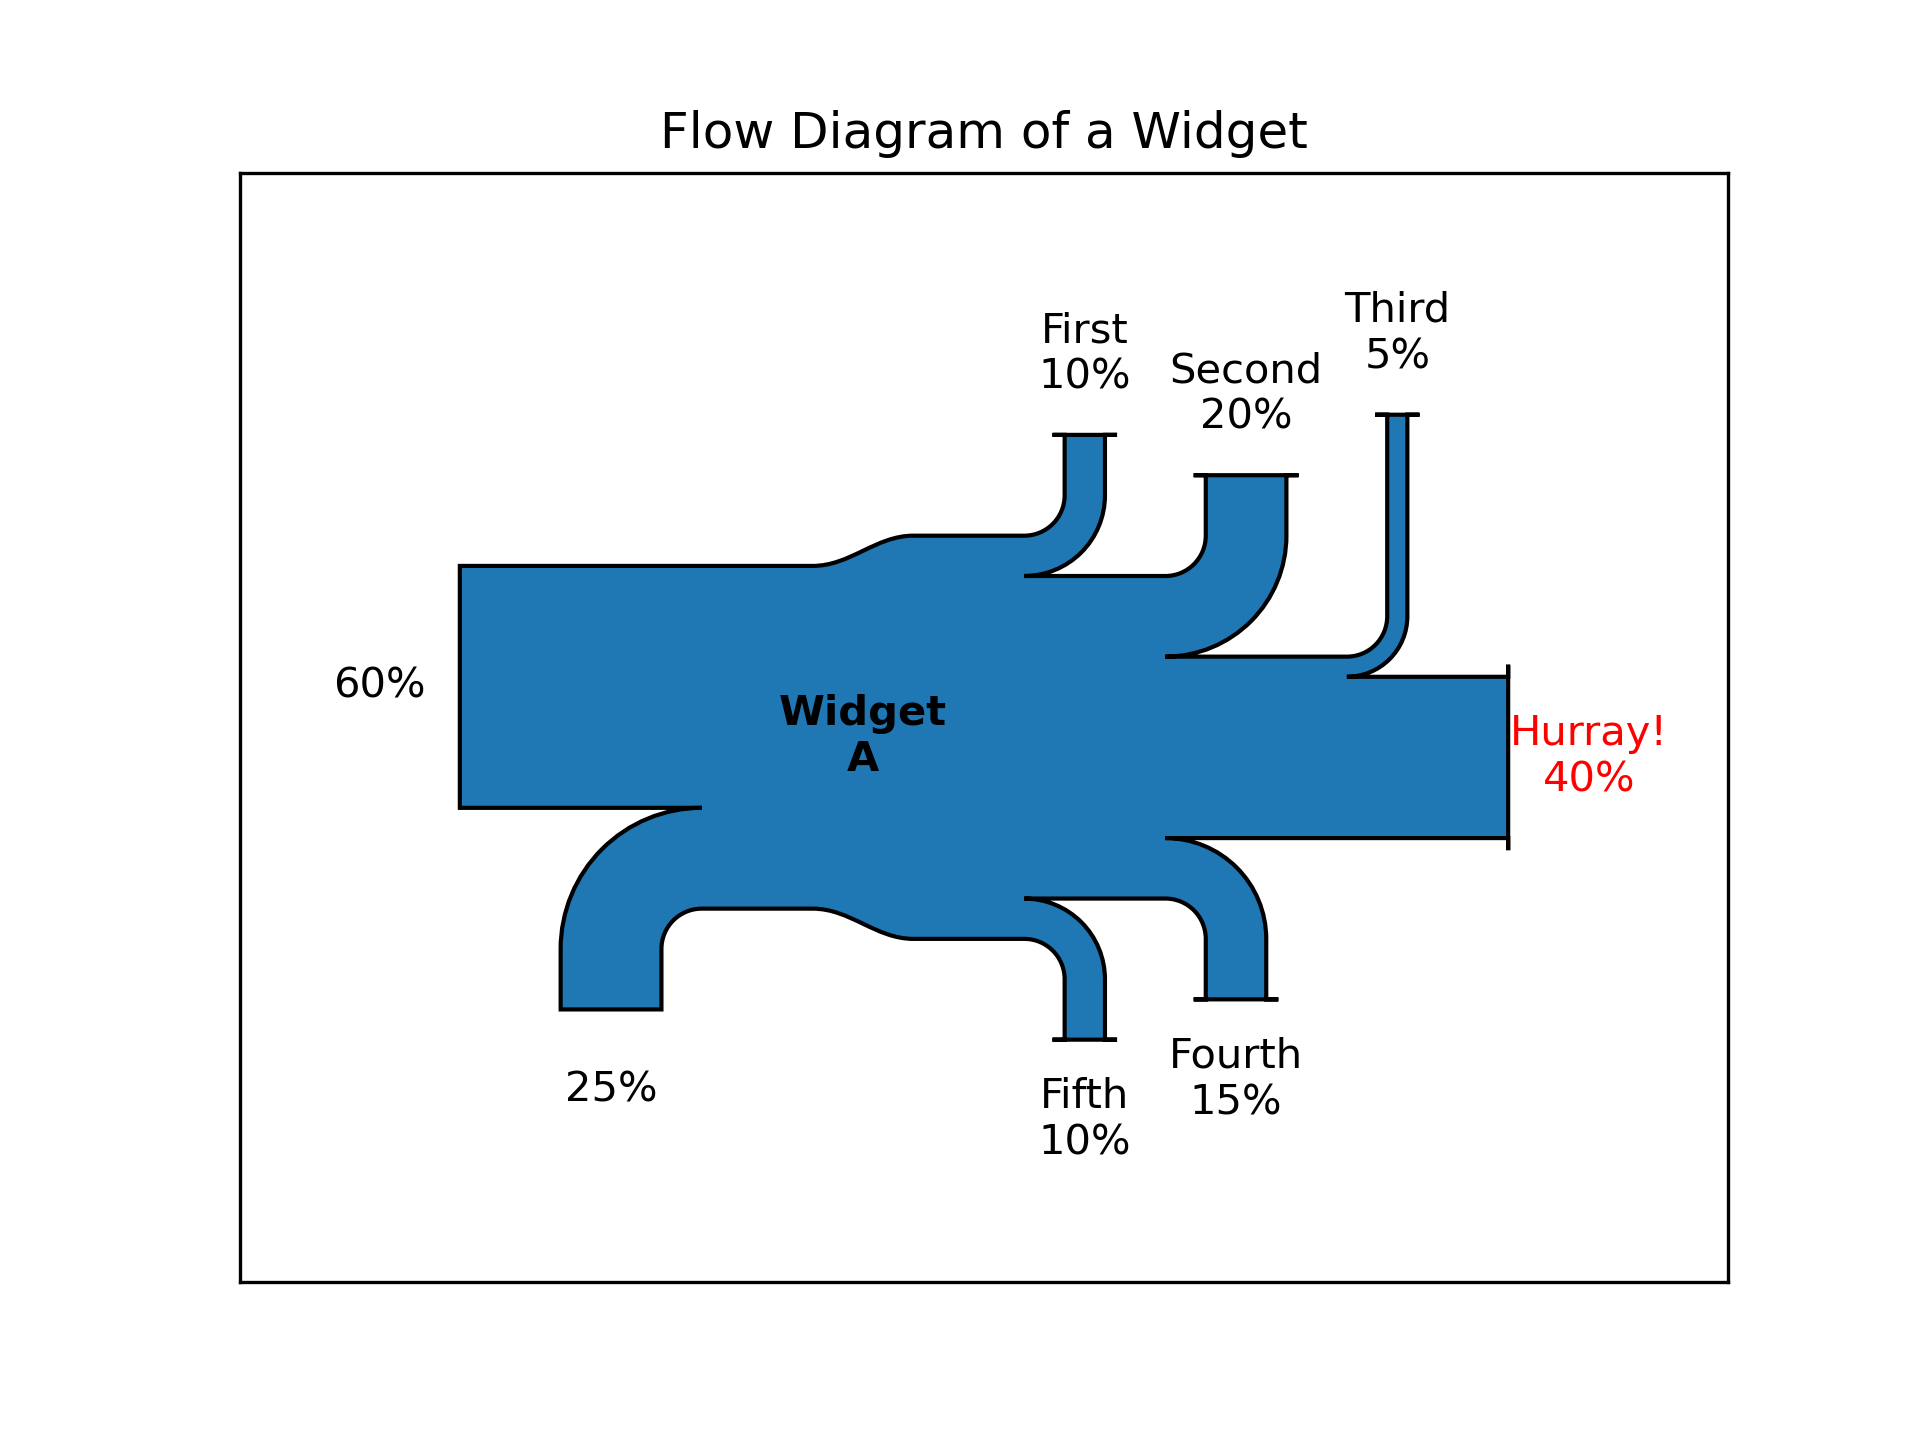 Flow Diagram of a Widget
First
10%
Second
20%
Third
5%
60%
Widget
A
Hurray!
40%
25%
Fifth
10%
Fourth
15%